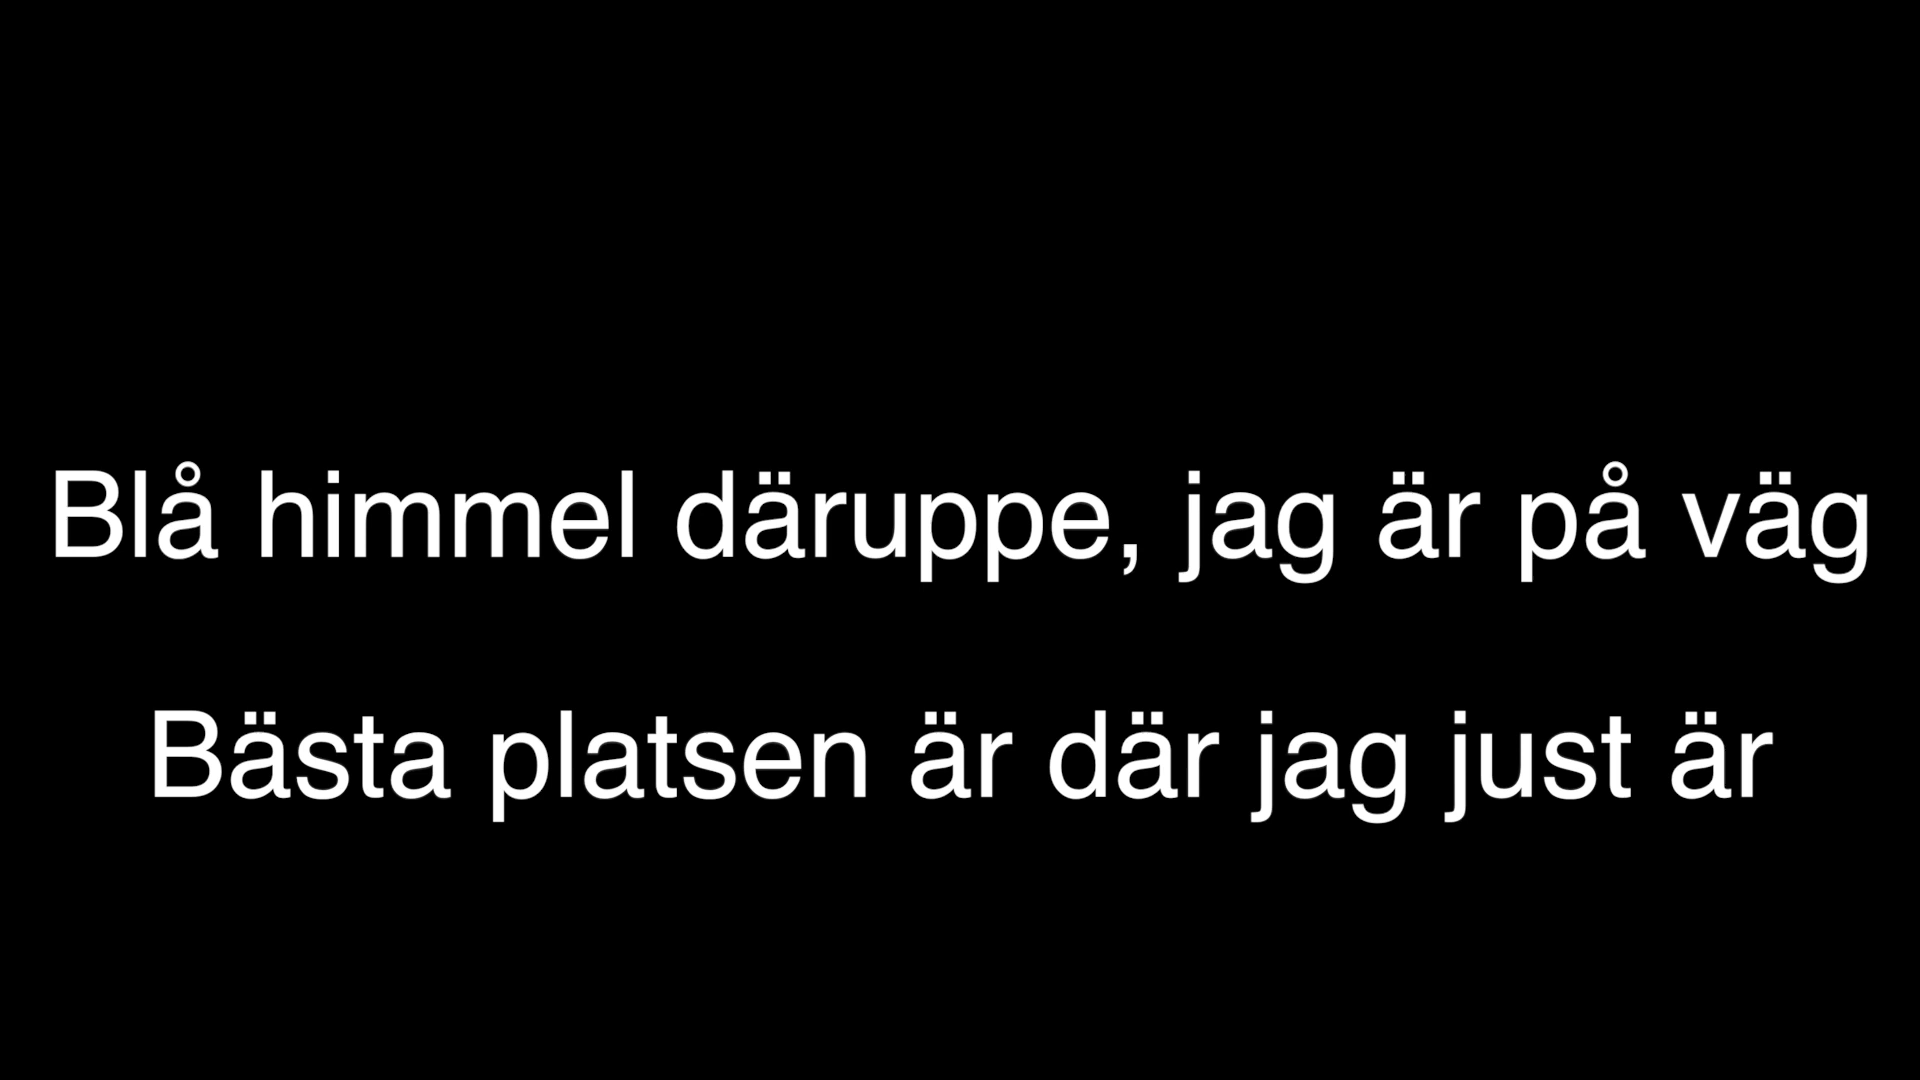 Blå himmel däruppe, jag är på väg
Bästa platsen är där jag just är